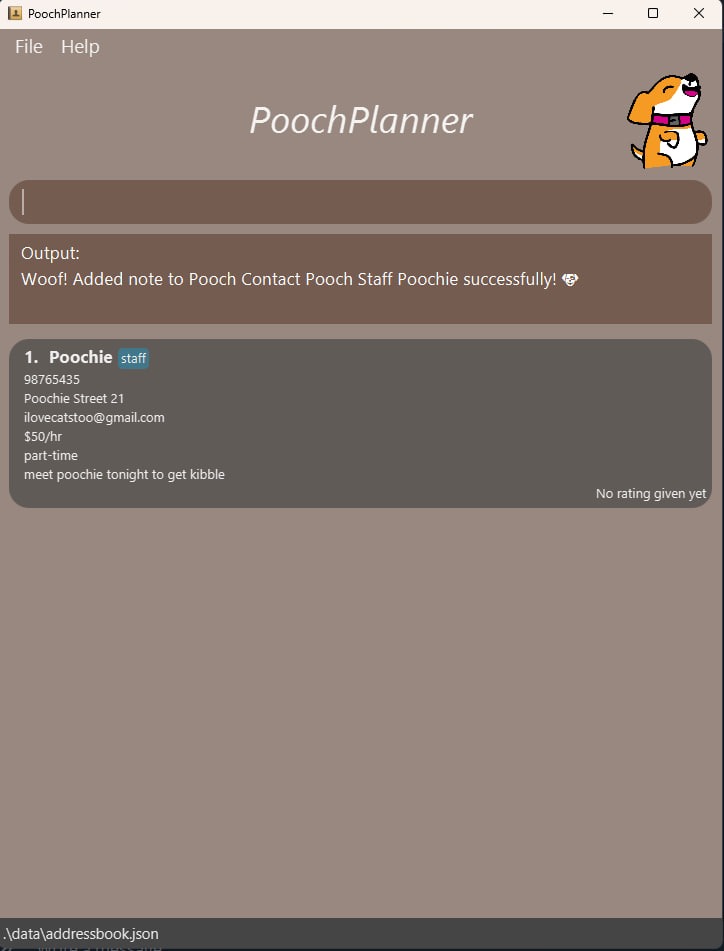 PoochPlanner
File Help
PoochPlanner
Output:
Woof! Added note to Pooch Contact Pooch Staff Poochie successfully! 🐶
1. Poochie staff
98765435
Poochie Street 21
ilovecatstoo@gmail.com
$50/hr
part-time
meet poochie tonight to get kibble
No rating given yet
.\data\addressbook.json